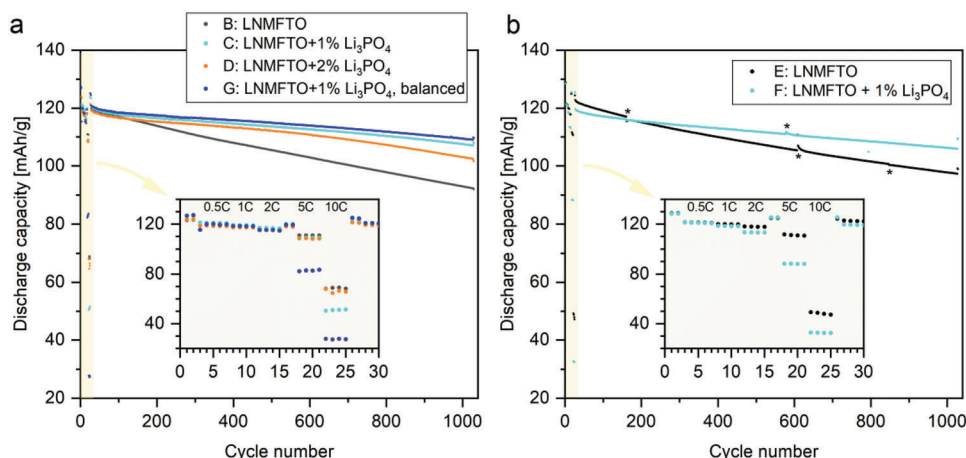 a
B: LNMFTO
C: LNMFTO+1% Li₃PO₄
D: LNMFTO+2% Li₃PO₄
G: LNMFTO+1% Li₃PO₄, balanced
140
120
100
80
60
40
20
Discharge capacity [mAh/g]
0.5C 1C 2C 5C 10C
120
80
40
0 5 10 15 20 25 30
0 200 400 600 800 1000
Cycle number
b
E: LNMFTO
F: LNMFTO + 1% Li₃PO₄
140
120
100
80
60
40
20
Discharge capacity [mAh/g]
*
*
*
*
0.5C 1C 2C 5C 10C
120
80
40
0 5 10 15 20 25 30
0 200 400 600 800 1000
Cycle number